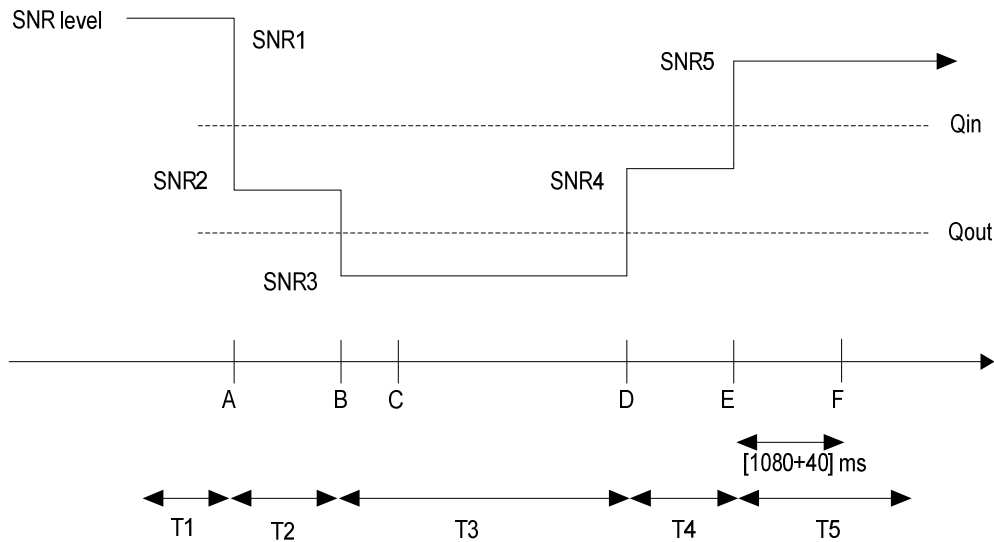 SNR level
SNR1
SNR5
Qin
SNR2
SNR4
Qout
SNR3
A
B
C
D
E
F
[1080+40] ms
T1
T2
T3
T4
T5